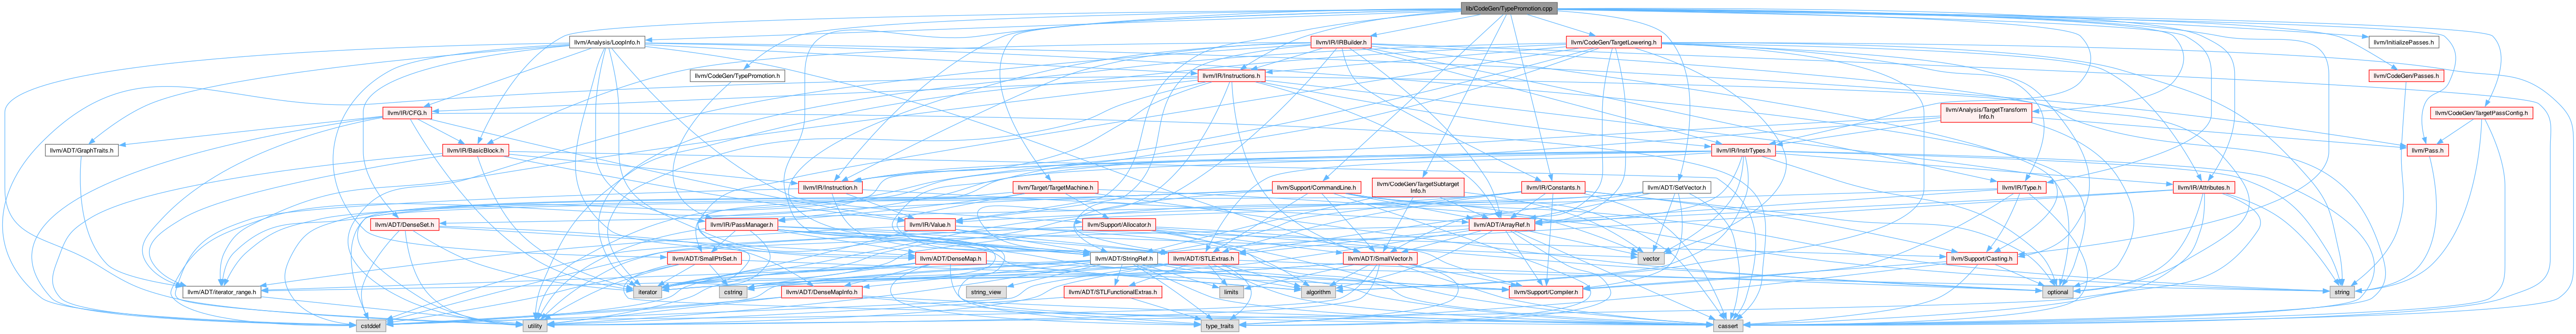 lib/CodeGen/TypePromotion.cpp
llvm/Analysis/LoopInfo.h
llvm/IR/IRBuilder.h
llvm/CodeGen/TargetLowering.h
llvm/InitializePasses.h
llvm/CodeGen/TypePromotion.h
llvm/IR/Instructions.h
llvm/CodeGen/Passes.h
llvm/IR/CFG.h
llvm/Analysis/TargetTransform
Info.h
llvm/CodeGen/TargetPassConfig.h
llvm/ADT/GraphTraits.h
llvm/IR/BasicBlock.h
llvm/IR/InstrTypes.h
llvm/Pass.h
llvm/IR/Instruction.h
llvm/Target/TargetMachine.h
llvm/Support/CommandLine.h
llvm/CodeGen/TargetSubtarget
Info.h
llvm/IR/Constants.h
llvm/ADT/SetVector.h
llvm/IR/Type.h
llvm/IR/Attributes.h
llvm/ADT/DenseSet.h
llvm/IR/PassManager.h
llvm/IR/Value.h
llvm/Support/Allocator.h
llvm/ADT/ArrayRef.h
llvm/ADT/SmallPtrSet.h
llvm/ADT/DenseMap.h
llvm/ADT/StringRef.h
llvm/ADT/STLExtras.h
llvm/ADT/SmallVector.h
vector
llvm/Support/Casting.h
llvm/ADT/iterator_range.h
iterator
cstring
llvm/ADT/DenseMapInfo.h
string_view
llvm/ADT/STLFunctionalExtras.h
limits
algorithm
llvm/Support/Compiler.h
optional
string
cstddef
utility
type_traits
cassert